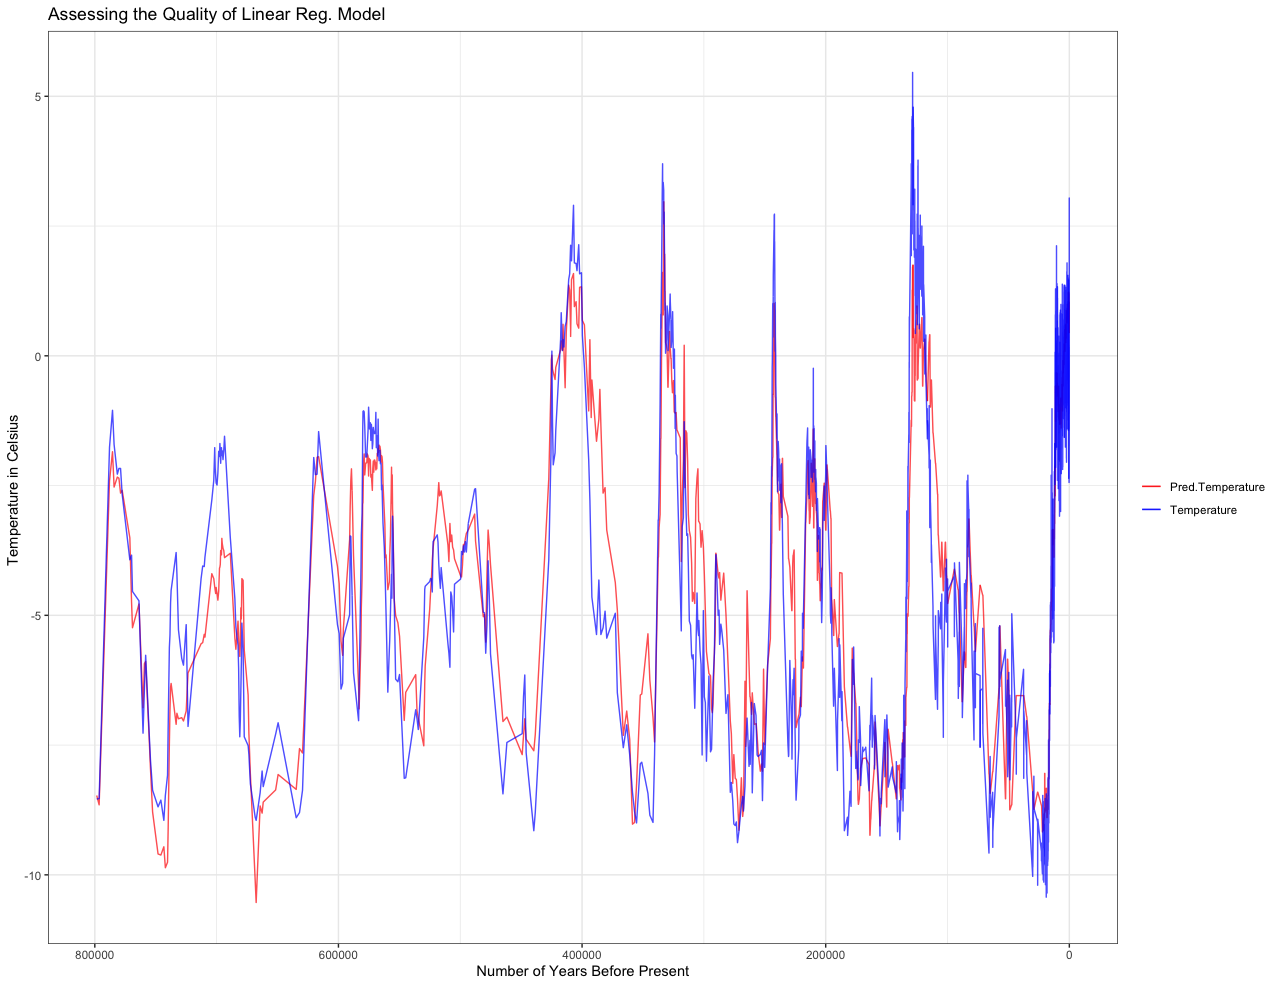 Assessing the Quality of Linear Reg. Model
Temperature in Celsius
5
0
-5
-10
800000
600000
400000
200000
0
Number of Years Before Present
Pred.Temperature
Temperature